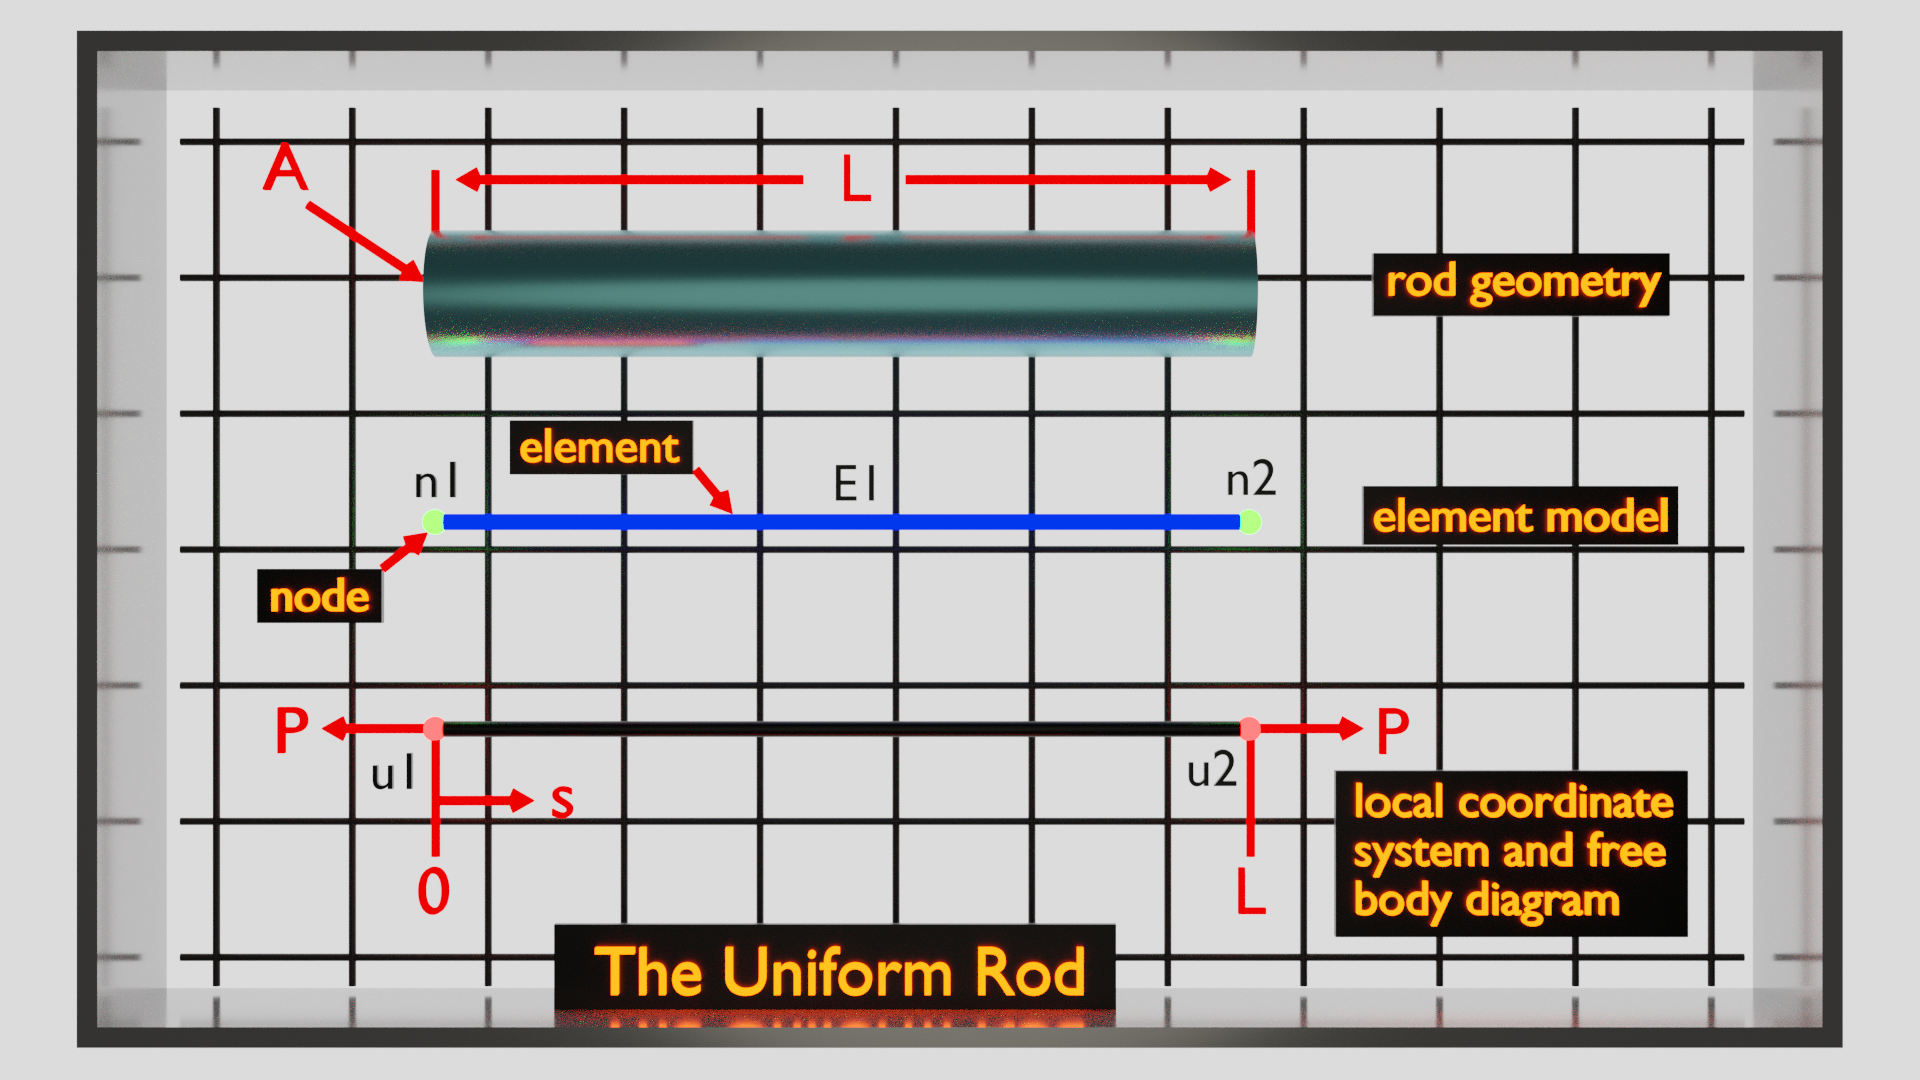 A
L
rod geometry
element
n1
E1
n2
element model
node
P
P
u1
u2
s
local coordinate
system and free
body diagram
0
L
The Uniform Rod